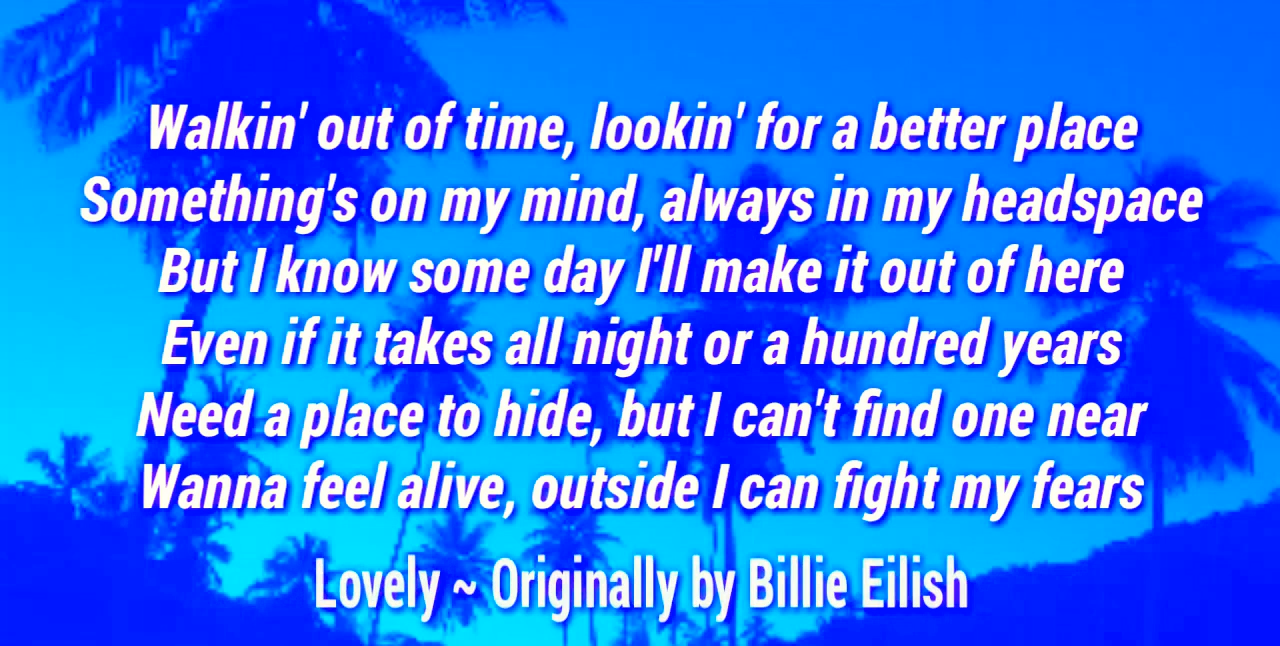 Walkin' out of time, lookin' for a better place
Something's on my mind, always in my headspace
But I know some day I'll make it out of here
Even if it takes all night or a hundred years
Need a place to hide, but I can't find one near
Wanna feel alive, outside I can fight my fears
Lovely ~ Originally by Billie Eilish